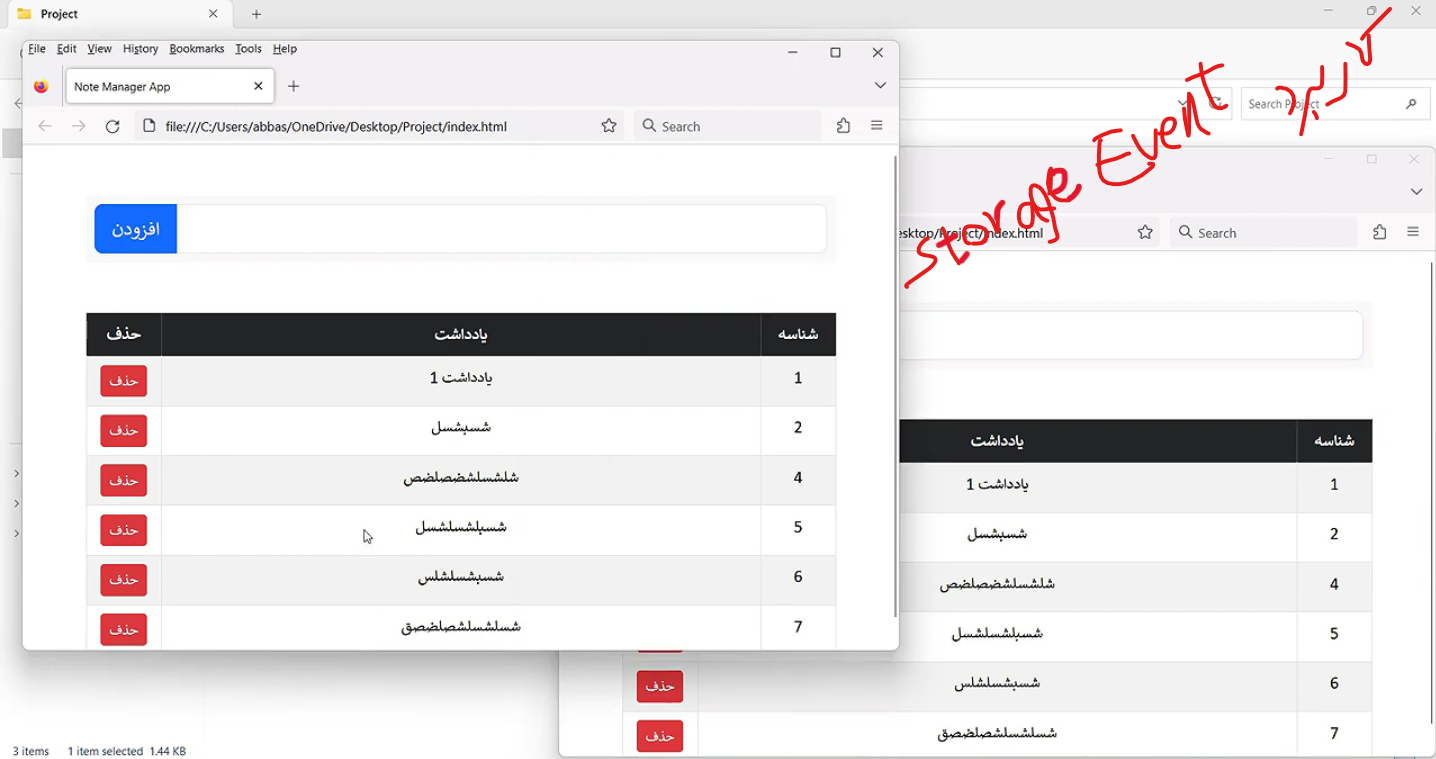 Project
File Edit View History Bookmarks Tools Help
Note Manager App
file:///C:/Users/abbas/OneDrive/Desktop/Project/index.html
Search
Search Project
Storage Event
esktop/Project/index.html
Search
افزودن
شناسه یادداشت حذف
1 یادداشت 1 حذف
2 شسبشسل حذف
4 شلشسلشضصلضص حذف
5 شسبلشسلشسل حذف
6 شسبشسلشلس حذف
7 شسلشسلشصلضصق حذف
شناسه یادداشت
1 یادداشت 1
2 شسبشسل
4 شلشسلشضصلضص
5 شسبلشسلشسل
6 شسبشسلشلس حذف
7 شسلشسلشصلضصق حذف
3 items 1 item selected 1.44 KB